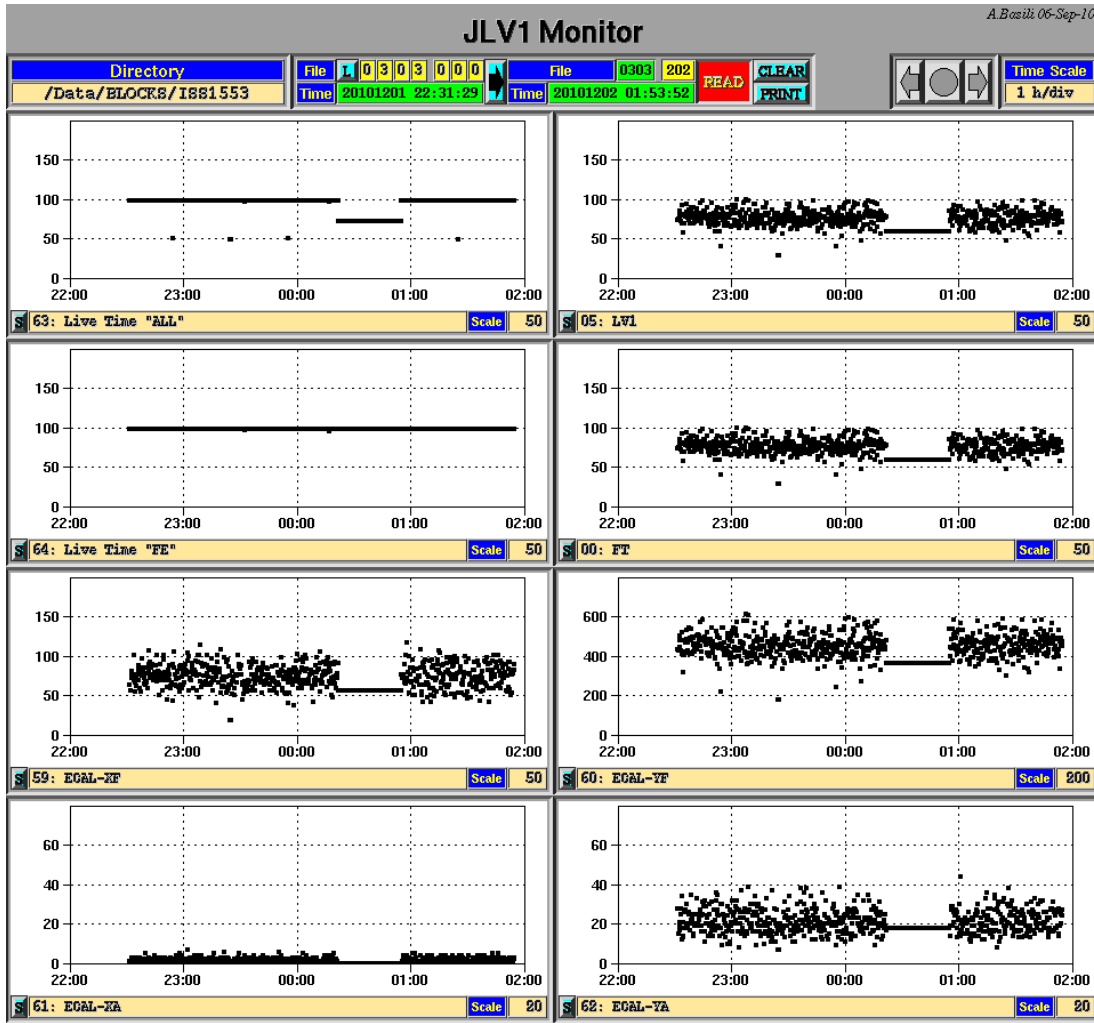 A.Basili 06-Sep-10
JLV1 Monitor
Directory
/Data/BLOCKS/ISS1553
File L 0 3 0 3 0 0 0 File 0303 202
Time 20101201 22:31:29 Time 20101202 01:53:52
READ
CLEAR
PRINT
Time Scale
1 h/div
150
100
50
0
22:00 23:00 00:00 01:00 02:00
S 63: Live Time "ALL" Scale 50
150
100
50
0
22:00 23:00 00:00 01:00 02:00
S 05: LV1 Scale 50
150
100
50
0
22:00 23:00 00:00 01:00 02:00
S 64: Live Time "FE" Scale 50
150
100
50
0
22:00 23:00 00:00 01:00 02:00
S 00: FT Scale 50
150
100
50
0
22:00 23:00 00:00 01:00 02:00
S 59: ECAL-XF Scale 50
600
400
200
0
22:00 23:00 00:00 01:00 02:00
S 60: ECAL-YF Scale 200
60
40
20
0
22:00 23:00 00:00 01:00 02:00
S 61: ECAL-XA Scale 20
60
40
20
0
22:00 23:00 00:00 01:00 02:00
S 62: ECAL-YA Scale 20